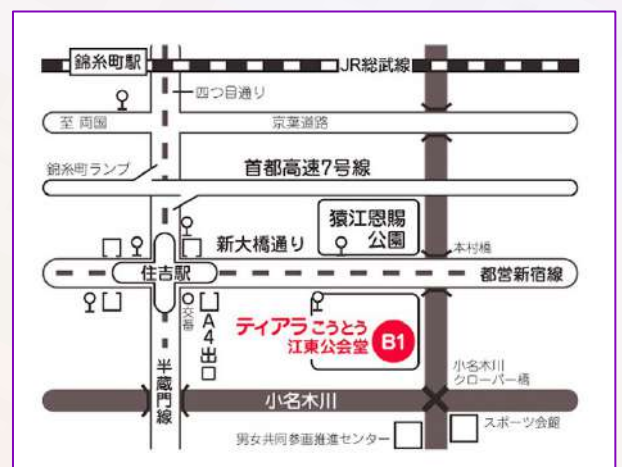 錦糸町駅
JR総武線
四つ目通り
至 両国
京葉道路
錦糸町ランプ
首都高速7号線
猿江恩賜
公園
新大橋通り
本村橋
住吉駅
都営新宿線
交番
A4出口
ティアラこうとう
江東公会堂
B1
半蔵門線
小名木川
クローバー橋
小名木川
スポーツ会館
男女共同参画推進センター